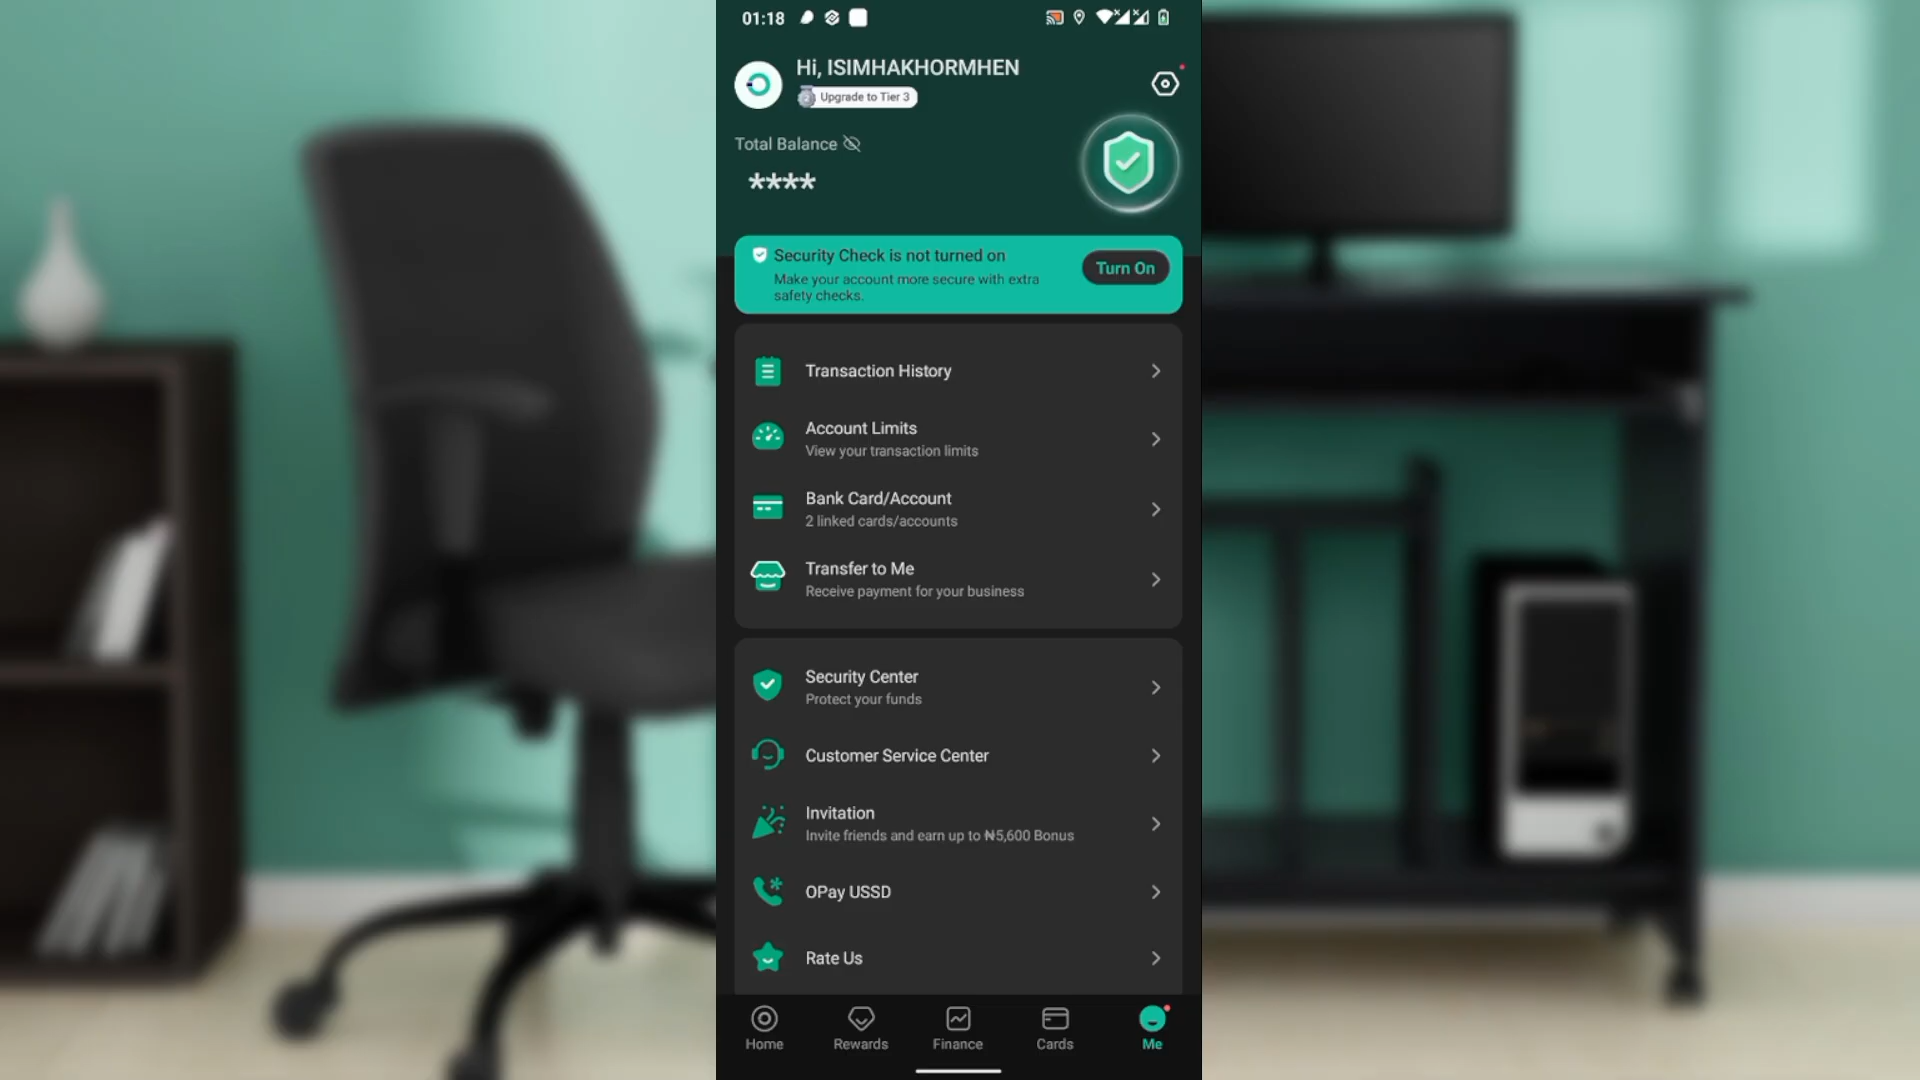 01:18
Hi, ISIMHAKHORMHEN
Upgrade to Tier 3
Total Balance
****
Security Check is not turned on
Make your account more secure with extra
safety checks.
Turn On
Transaction History
Account Limits
View your transaction limits
Bank Card/Account
2 linked cards/accounts
Transfer to Me
Receive payment for your business
Security Center
Protect your funds
Customer Service Center
Invitation
Invite friends and earn up to ₦5,600 Bonus
OPay USSD
Rate Us
Home
Rewards
Finance
Cards
Me